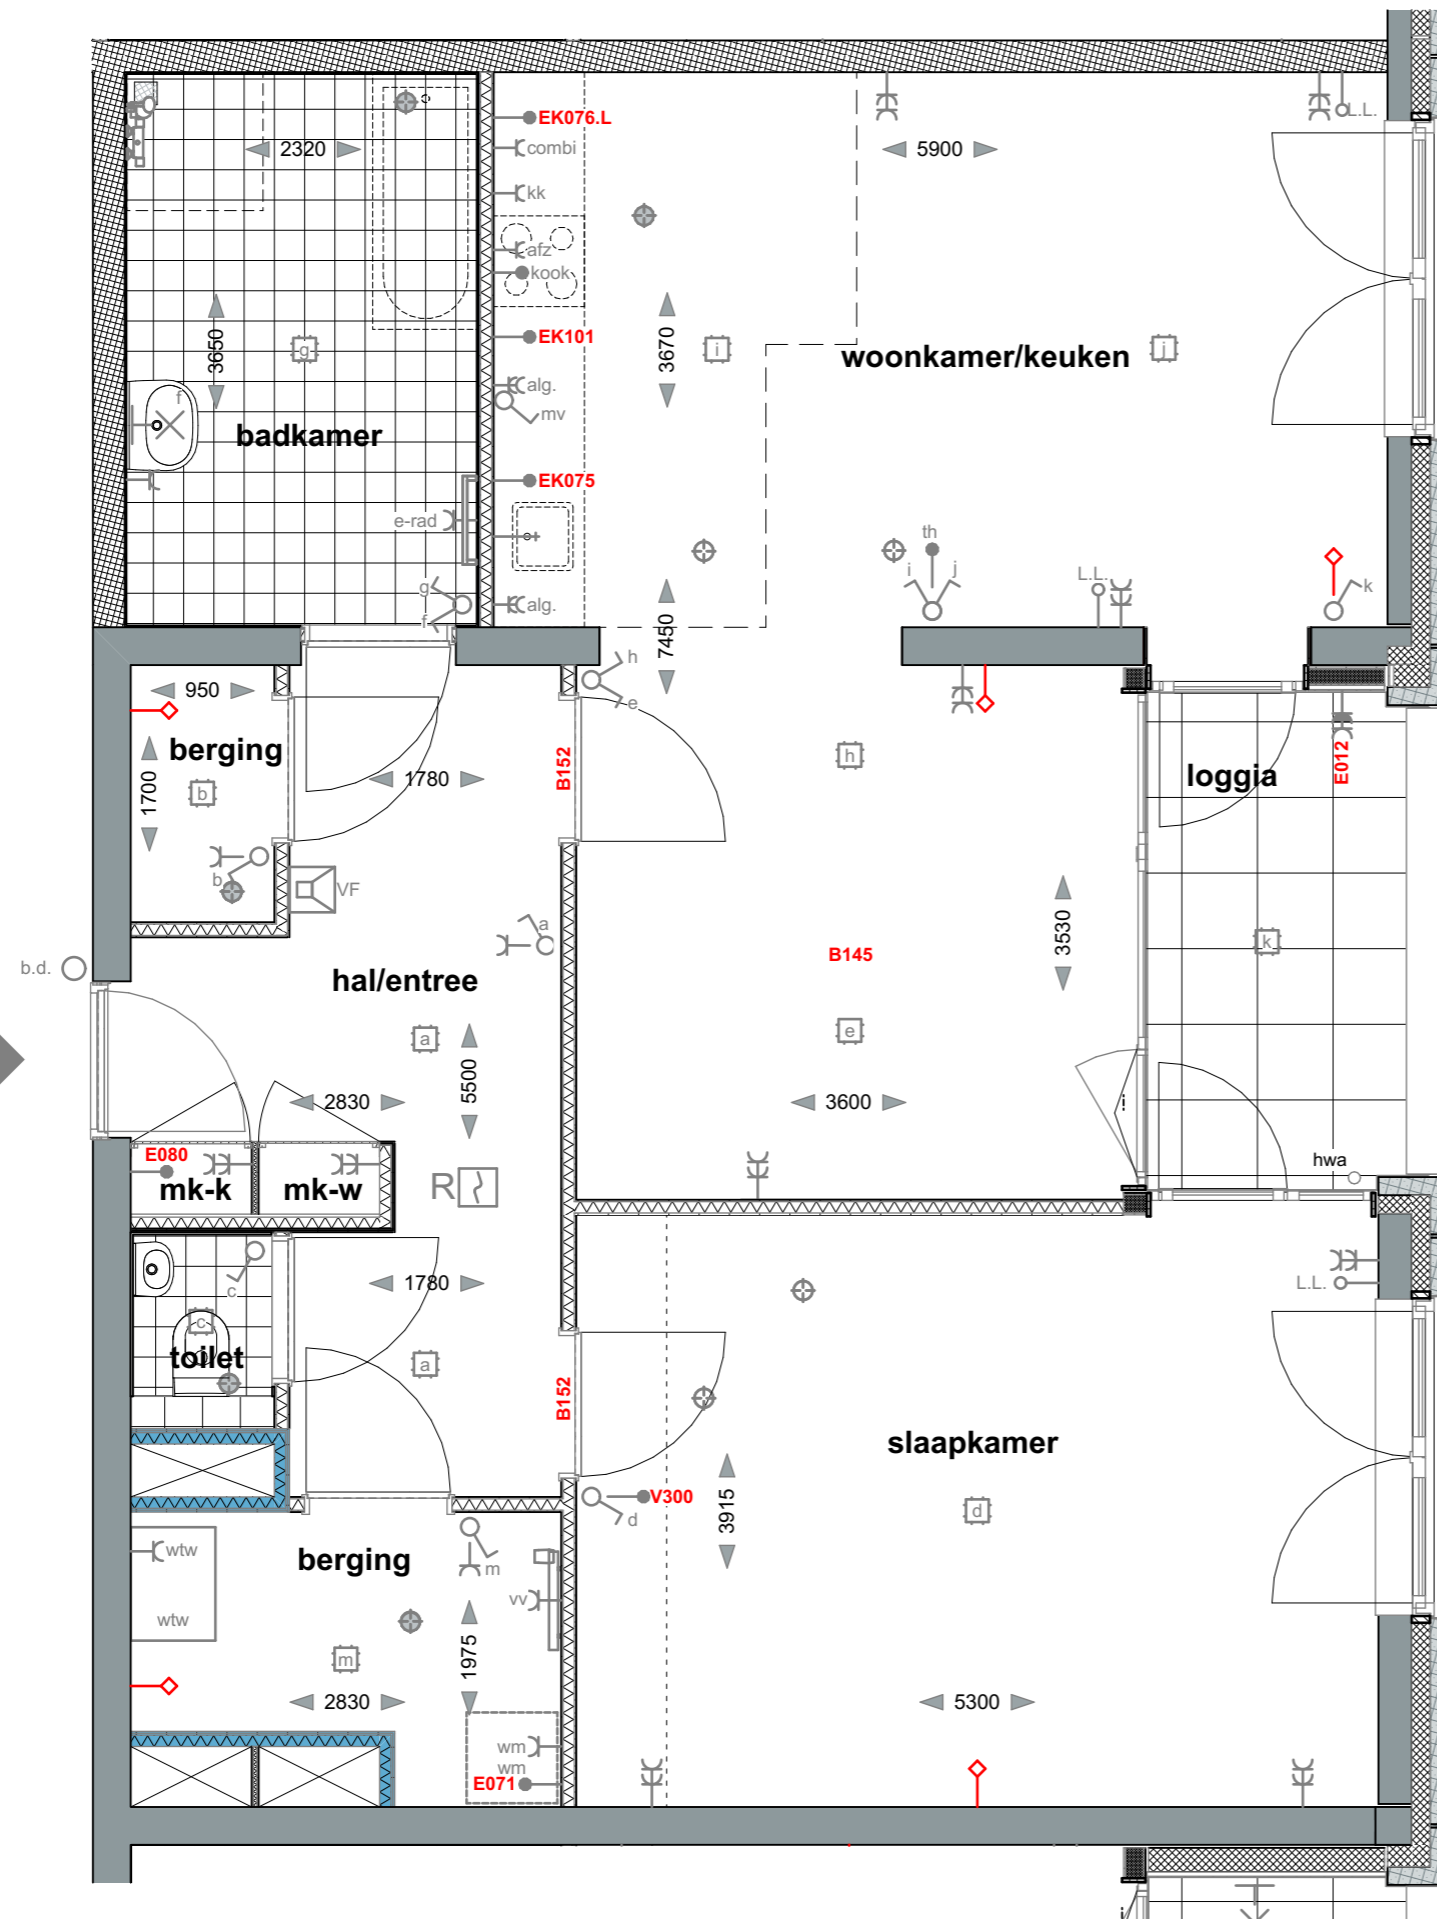 EK076.L
L.L.
2320
combi
5900
kk
afz
kook
3650
g
EK101
3670
i
woonkamer/keuken
j
alg.
f
mv
badkamer
EK075
e-rad
th
i
j
L.L.
k
g
f
alg.
7450
h
e
950
berging
1700
b
1780
B152
h
loggia
E012
b
VF
a
b.d.
hal/entree
B145
3530
k
a
e
5500
2830
3600
E080
mk-k
mk-w
R
hwa
c
1780
L.L.
c
toilet
a
B152
slaapkamer
V300
d
3915
d
wtw
berging
m
vv
wtw
1975
m
2830
5300
wm
wm
E071